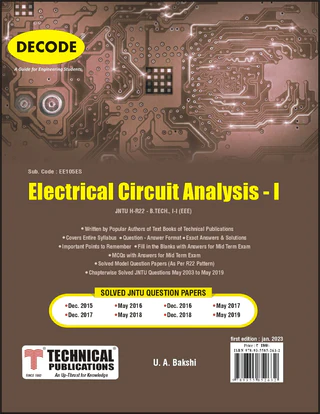 DECODE
A Guide for Engineering Students
Sub. Code : EE105ES
Electrical Circuit Analysis - I
JNTU H-R22 - B.TECH., I-I (EEE)
• Written by Popular Authors of Text Books of Technical Publications
• Covers Entire Syllabus • Question - Answer Format • Exact Answers & Solutions
• Important Points to Remember • Fill in the Blanks with Answers for Mid Term Exam
• MCQs with Answers for Mid Term Exam
• Solved Model Question Papers (As Per R22 Pattern)
• Chapterwise Solved JNTU Questions May 2003 to May 2019
SOLVED JNTU QUESTION PAPERS
• Dec. 2015 • May 2016 • Dec. 2016 • May 2017
• Dec. 2017 • May 2018 • Dec. 2018 • May 2019
first edition : jan. 2023
TECHNICAL
PUBLICATIONS
SINCE 1993
An Up-Thrust for Knowledge
U. A. Bakshi